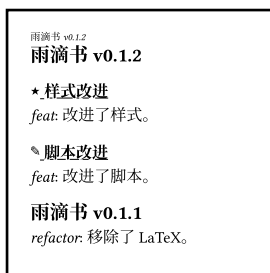 雨滴书 v0.1.2
雨滴书 v0.1.2
★ 样式改进
feat: 改进了样式。
✎ 脚本改进
feat: 改进了脚本。
雨滴书 v0.1.1
refactor: 移除了 LaTeX。